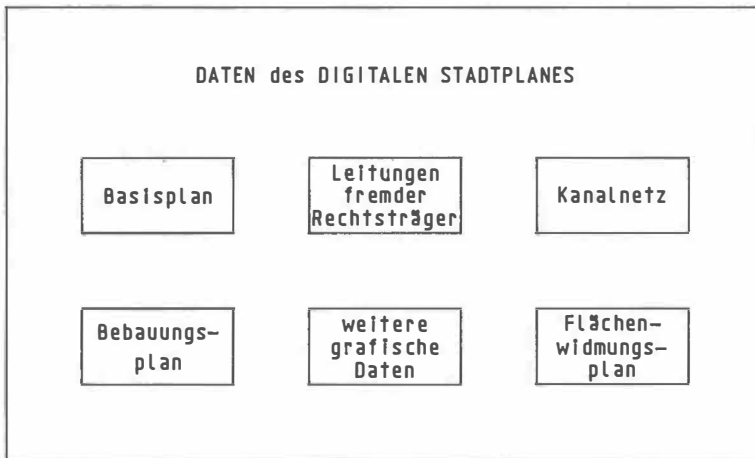 DATEN des DIGITALEN STADTPLANES
Basisplan
Leitungen
fremder
Rechtsträger
Kanalnetz
Bebauungs-
plan
weitere
grafische
Daten
Flächen-
widmungs-
plan